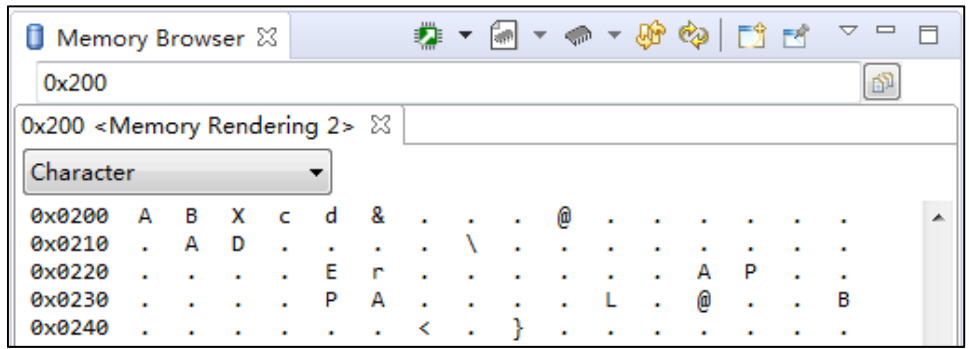 Memory Browser
0x200
0x200 <Memory Rendering 2>
Character
0x0200 A B X c d & . . . @ . . . . . .
0x0210 . A D . . . . \ . . . . . . . .
0x0220 . . . . E r . . . . . . A P . .
0x0230 . . . . P A . . . . L . @ . . B
0x0240 . . . . . . < . } . . . . . . .